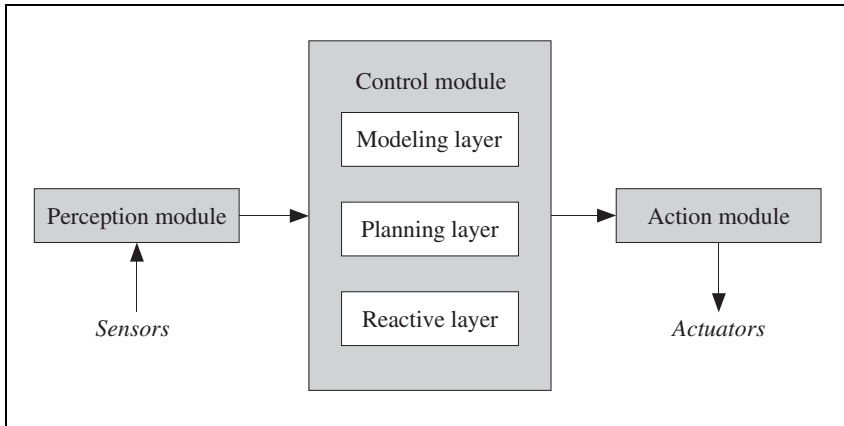 Control module
Modeling layer
Perception module
Planning layer
Action module
Sensors
Reactive layer
Actuators